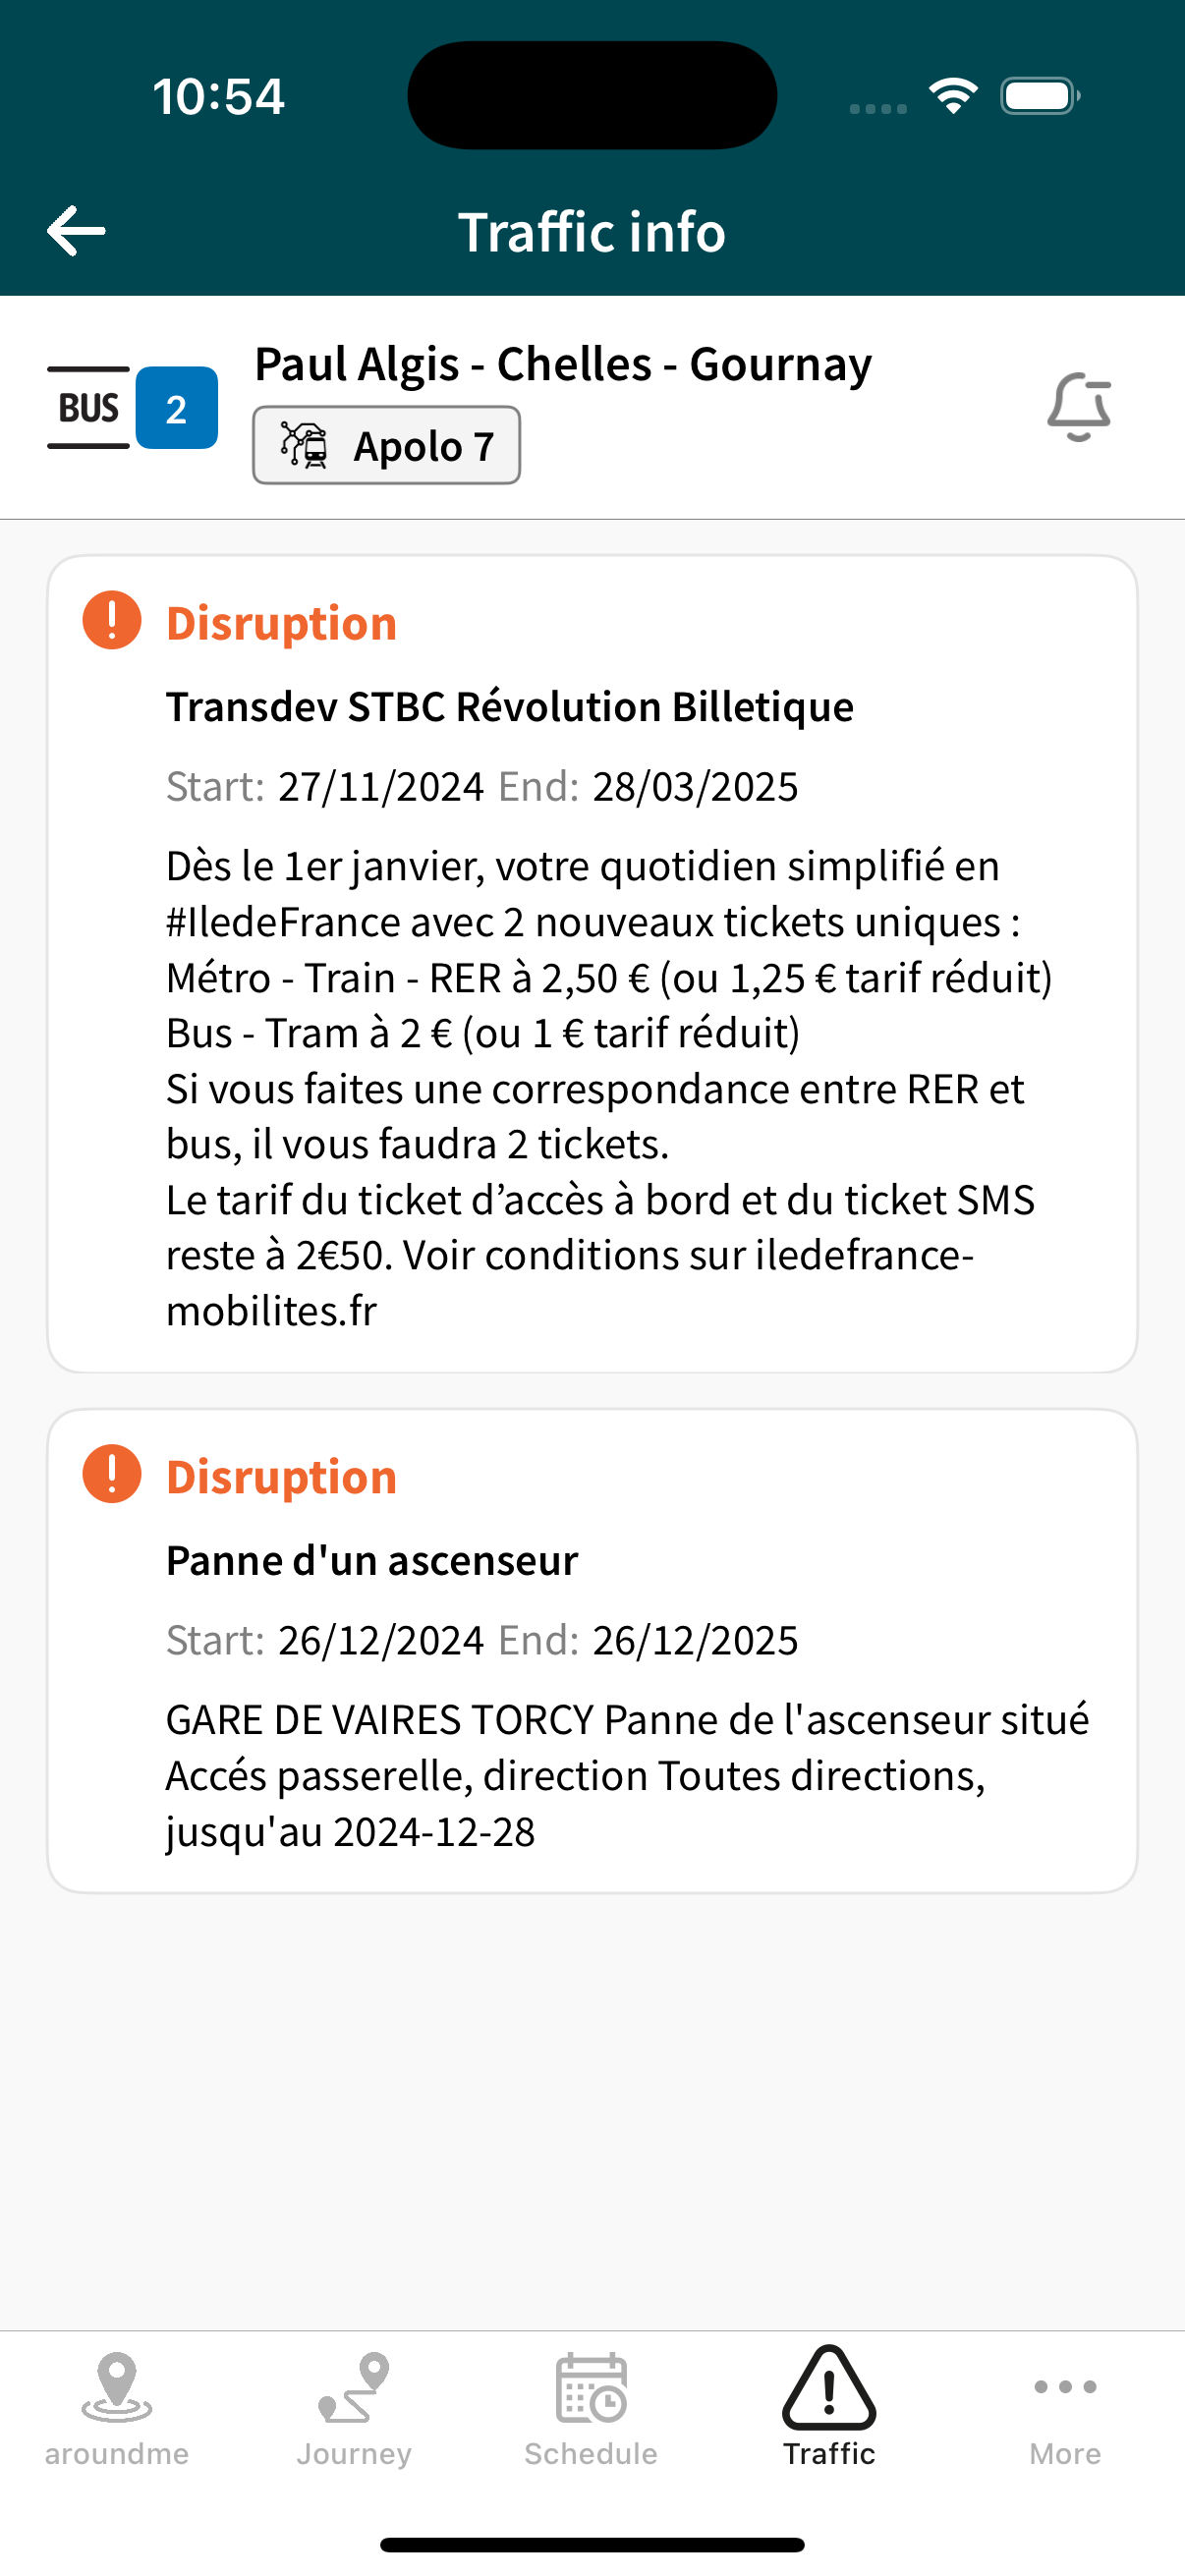 10:54
Traffic info
Paul Algis - Chelles - Gournay
BUS 2
Apolo 7
Disruption
Transdev STBC Révolution Billetique
Start: 27/11/2024 End: 28/03/2025
Dès le 1er janvier, votre quotidien simplifié en
#IledeFrance avec 2 nouveaux tickets uniques :
Métro - Train - RER à 2,50 € (ou 1,25 € tarif réduit)
Bus - Tram à 2 € (ou 1 € tarif réduit)
Si vous faites une correspondance entre RER et
bus, il vous faudra 2 tickets.
Le tarif du ticket d’accès à bord et du ticket SMS
reste à 2€50. Voir conditions sur iledefrance-
mobilites.fr
Disruption
Panne d'un ascenseur
Start: 26/12/2024 End: 26/12/2025
GARE DE VAIRES TORCY Panne de l'ascenseur situé
Accés passerelle, direction Toutes directions,
jusqu'au 2024-12-28
aroundme Journey Schedule Traffic More